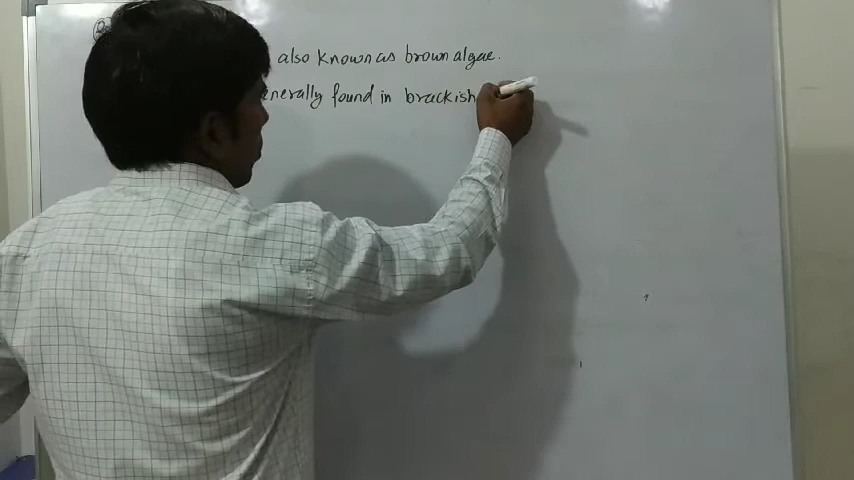 also known as brown algae.
enerally found in brackish